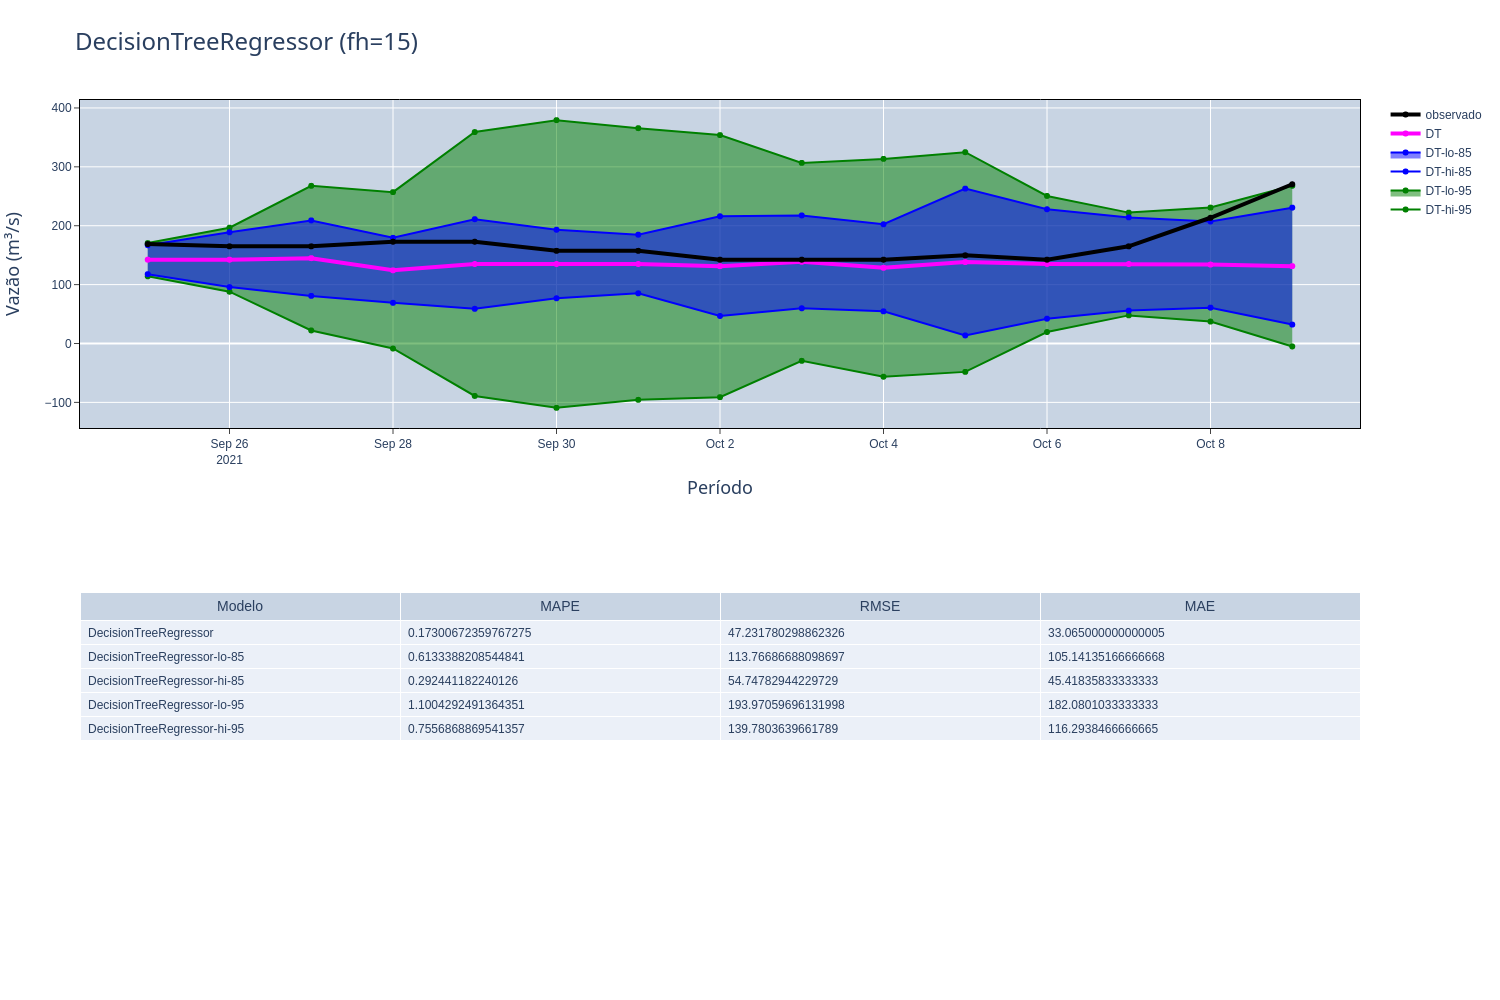 DecisionTreeRegressor (fh=15)
400
300
200
100
0
−100
Vazão (m³/s)
Sep 26
2021
Sep 28
Sep 30
Oct 2
Oct 4
Oct 6
Oct 8
Período
observado
DT
DT-lo-85
DT-hi-85
DT-lo-95
DT-hi-95
Modelo MAPE RMSE MAE
DecisionTreeRegressor 0.17300672359767275 47.231780298862326 33.065000000000005
DecisionTreeRegressor-lo-85 0.6133388208544841 113.76686688098697 105.14135166666668
DecisionTreeRegressor-hi-85 0.292441182240126 54.74782944229729 45.41835833333333
DecisionTreeRegressor-lo-95 1.1004292491364351 193.97059696131998 182.0801033333333
DecisionTreeRegressor-hi-95 0.7556868869541357 139.7803639661789 116.2938466666665